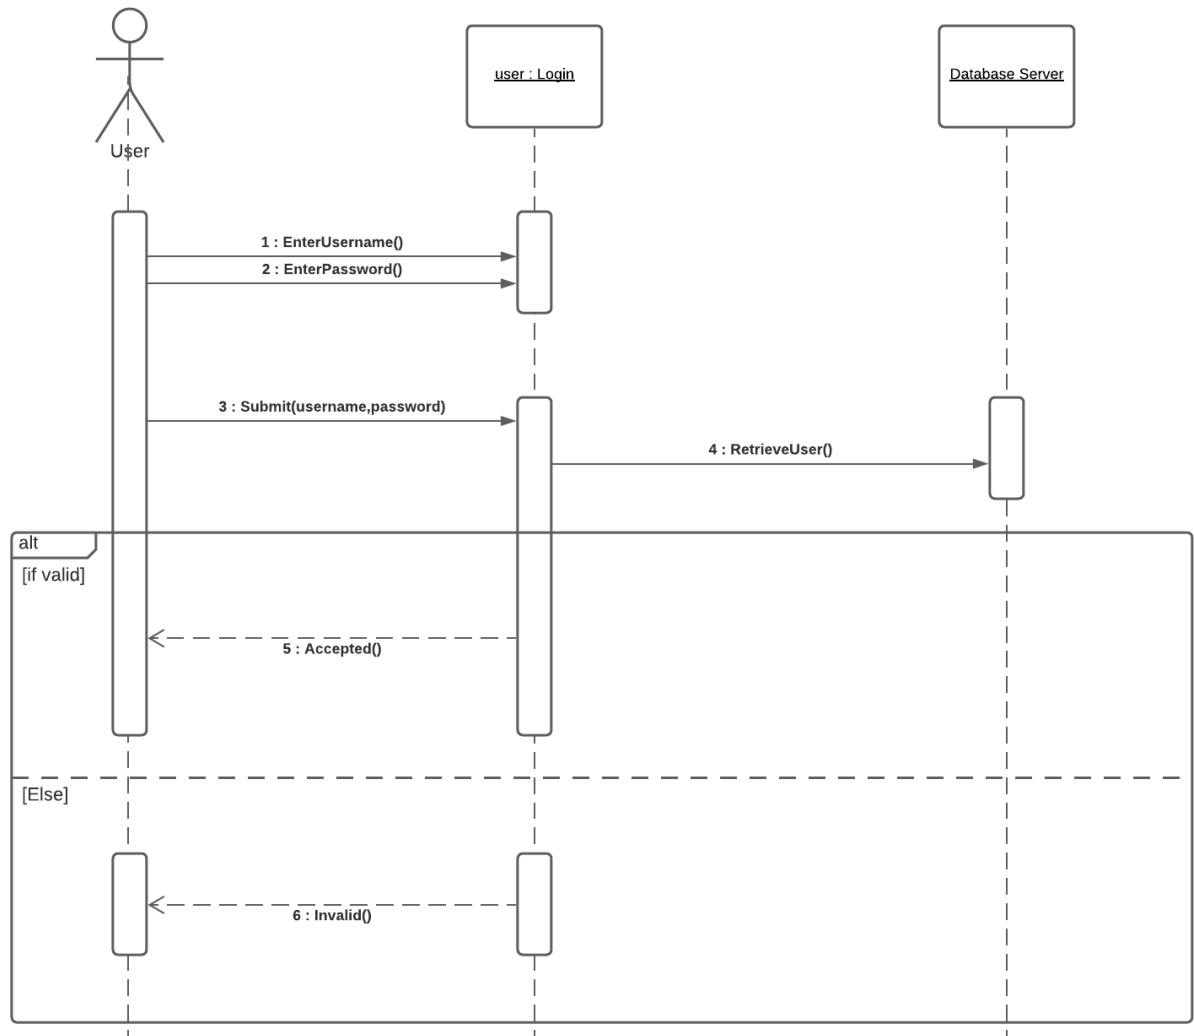 User
user : Login
Database Server
1 : EnterUsername()
2 : EnterPassword()
3 : Submit(username,password)
4 : RetrieveUser()
alt
[if valid]
5 : Accepted()
[Else]
6 : Invalid()